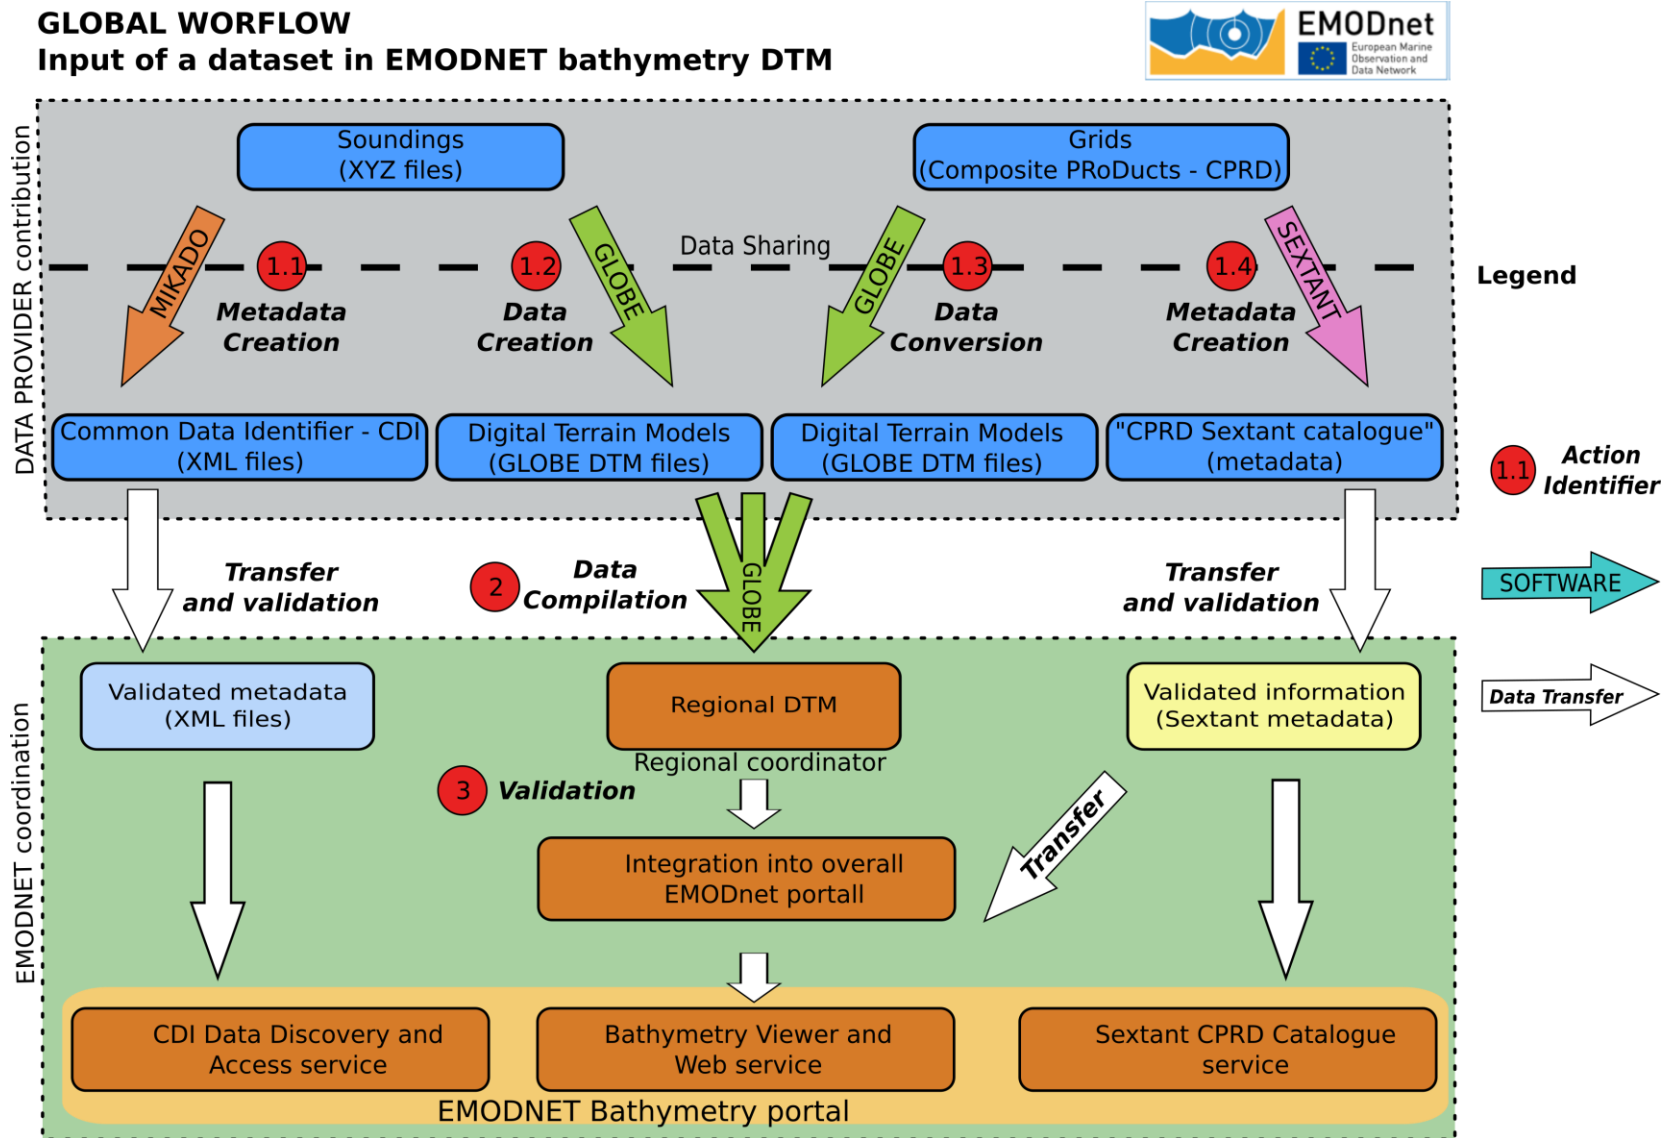 GLOBAL WORFLOW
Input of a dataset in EMODNET bathymetry DTM
EMODnet
European Marine
Observation and
Data Network
DATA PROVIDER contribution
Soundings
(XYZ files)
Grids
(Composite PRoDucts - CPRD)
MIKADO
1.1
Metadata
Creation
1.2
Data
Creation
GLOBE
Data Sharing
GLOBE
1.3
Data
Conversion
1.4
Metadata
Creation
SEXTANT
Common Data Identifier - CDI
(XML files)
Digital Terrain Models
(GLOBE DTM files)
Digital Terrain Models
(GLOBE DTM files)
"CPRD Sextant catalogue"
(metadata)
Legend
1.1
Action
Identifier
SOFTWARE
Data Transfer
Transfer
and validation
2
Data
Compilation
GLOBE
Transfer
and validation
EMODNET coordination
Validated metadata
(XML files)
Regional DTM
Regional coordinator
Validated information
(Sextant metadata)
3
Validation
Transfer
Integration into overall
EMODnet portall
CDI Data Discovery and
Access service
Bathymetry Viewer and
Web service
Sextant CPRD Catalogue
service
EMODNET Bathymetry portal